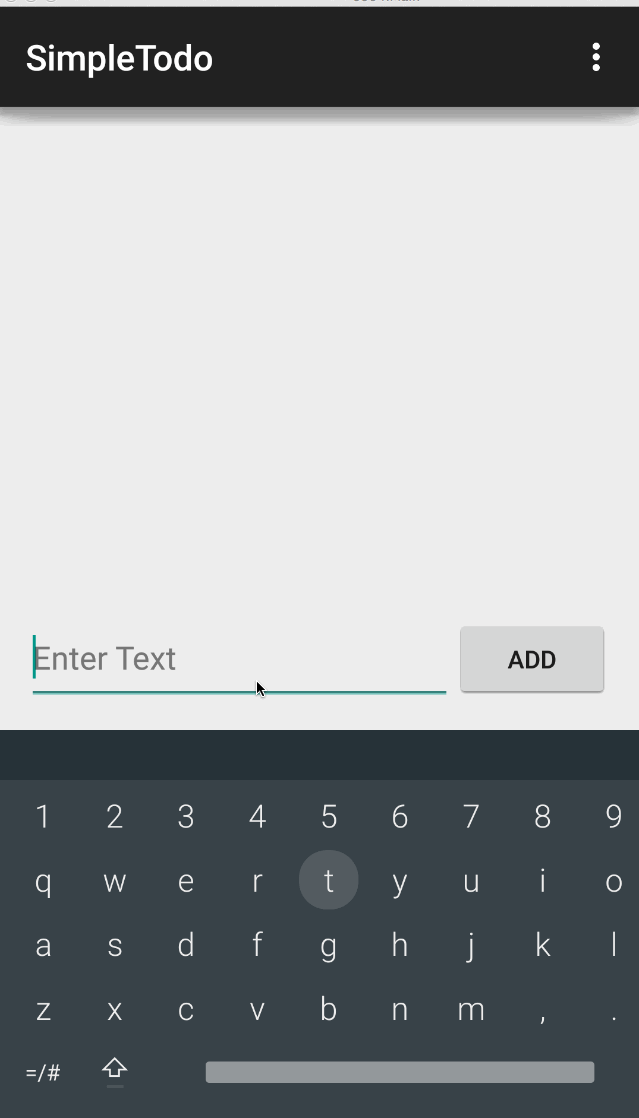 SimpleTodo
Enter Text
ADD
1 2 3 4 5 6 7 8 9
q w e r t y u i o
a s d f g h j k l
z x c v b n m , .
=/#